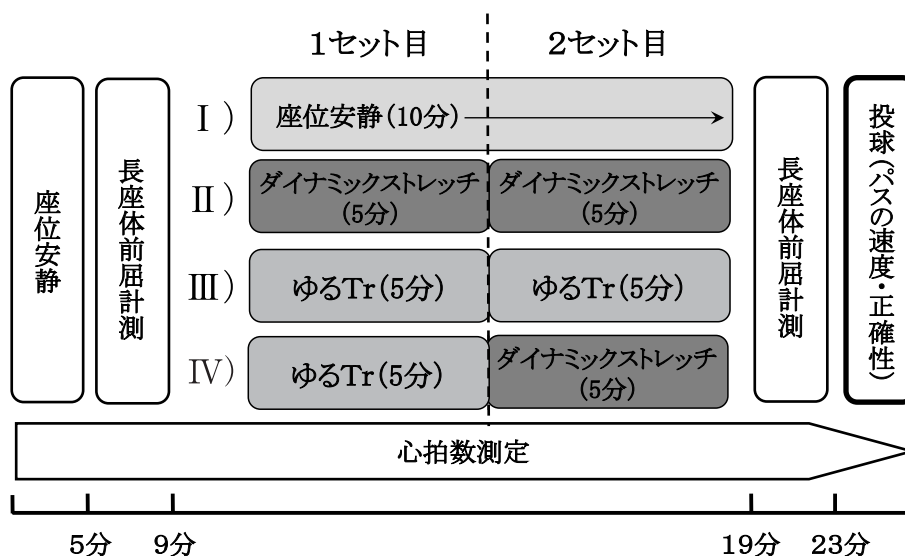 1セット目
2セット目
座位安静
長座体前屈計測
Ⅰ)
座位安静(10分)
Ⅱ)
ダイナミックストレッチ
(5分)
ダイナミックストレッチ
(5分)
Ⅲ)
ゆるTr(5分)
ゆるTr(5分)
Ⅳ)
ゆるTr(5分)
ダイナミックストレッチ
(5分)
長座体前屈計測
投球(パスの速度・正確性)
心拍数測定
5分
9分
19分
23分